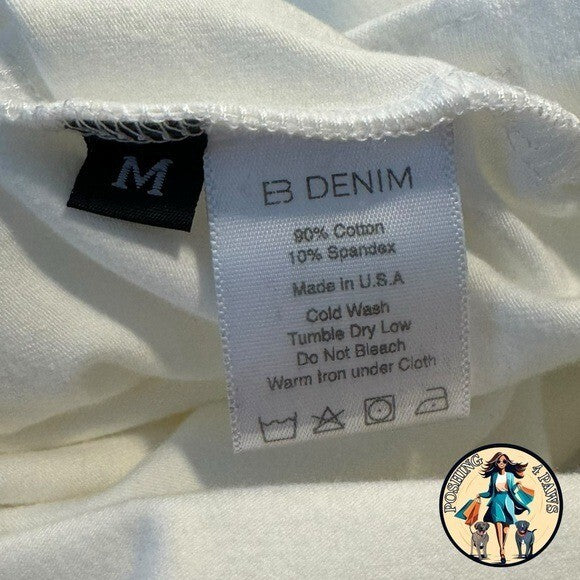 M
EB DENIM
90% Cotton
10% Spandex
Made in U.S.A
Cold Wash
Tumble Dry Low
Do Not Bleach
Warm Iron under Cloth
POSHING
4 PAWS